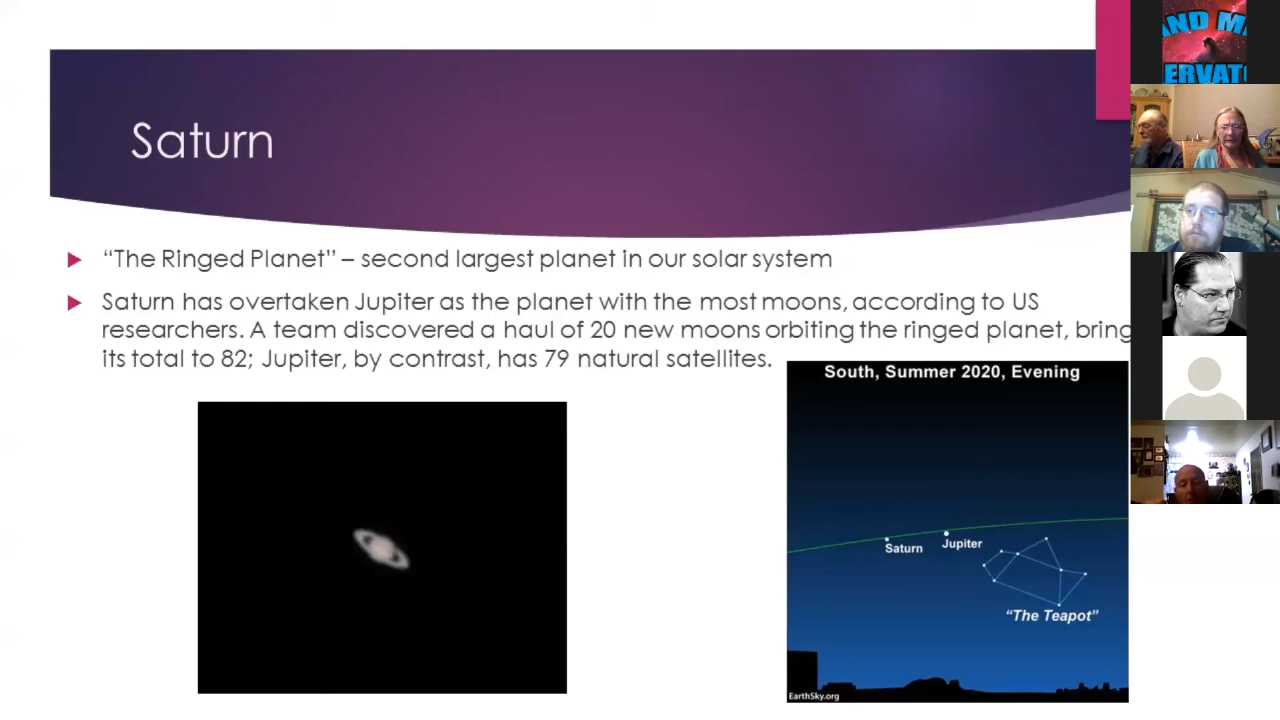 Saturn
“The Ringed Planet” – second largest planet in our solar system
Saturn has overtaken Jupiter as the planet with the most moons, according to US
researchers. A team discovered a haul of 20 new moons orbiting the ringed planet, bring
its total to 82; Jupiter, by contrast, has 79 natural satellites.
South, Summer 2020, Evening
Saturn
Jupiter
“The Teapot”
EarthSky.org